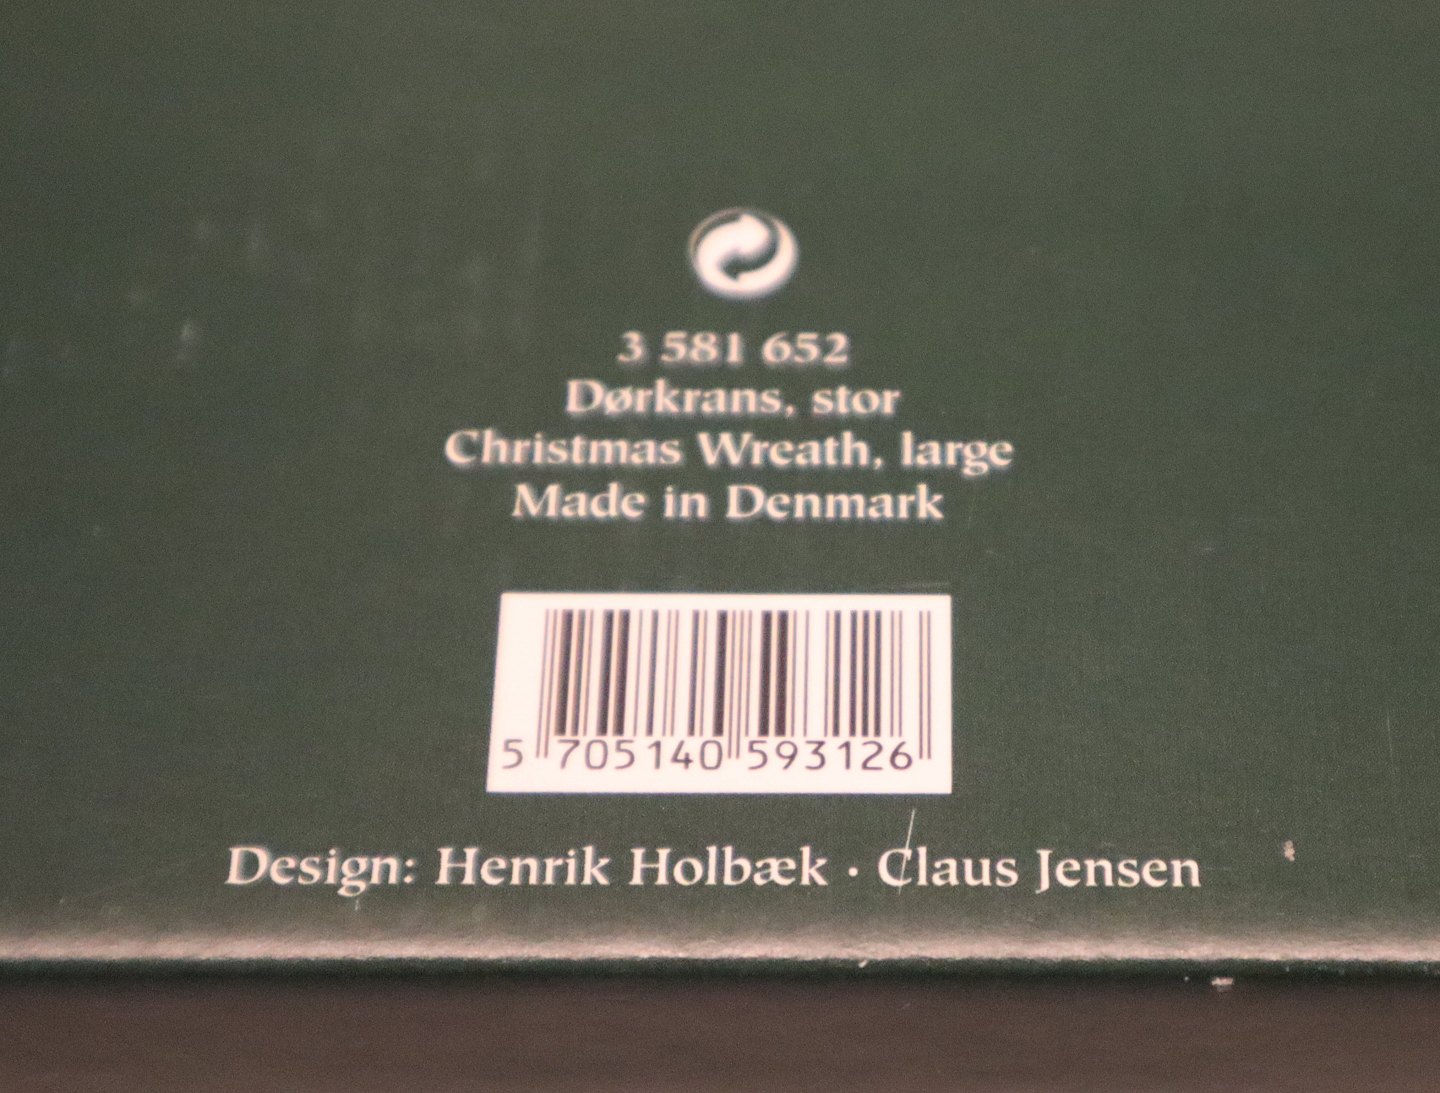 3 581 652
Dørkrans, stor
Christmas Wreath, large
Made in Denmark
5 705140 593126
Design: Henrik Holbæk · Claus Jensen